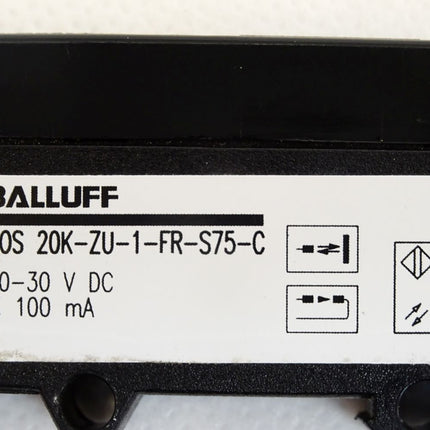 BALLUFF
OS 20K-ZU-1-FR-S75-C
0-30 V DC
100 mA